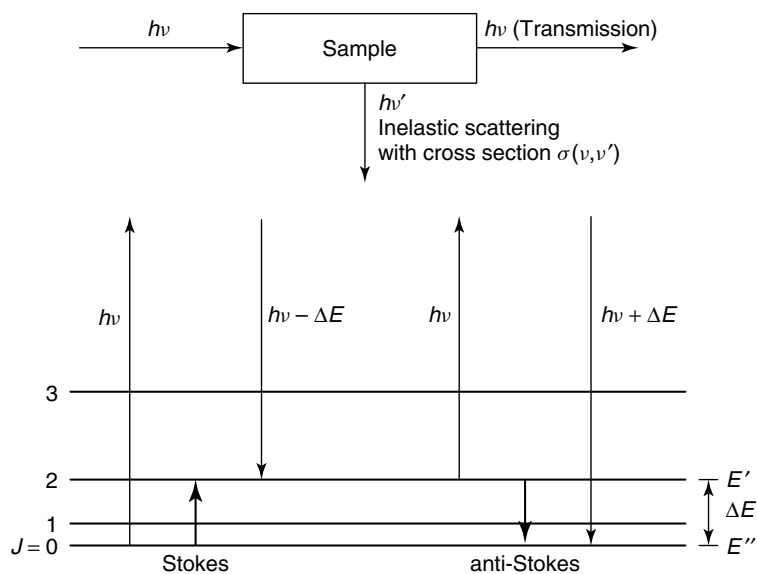 hν
Sample
hν (Transmission)
hν′
Inelastic scattering
with cross section σ(ν,ν′)
hν
hν − ΔE
hν
hν + ΔE
3
2
E′
ΔE
1
J = 0
E′′
Stokes
anti-Stokes